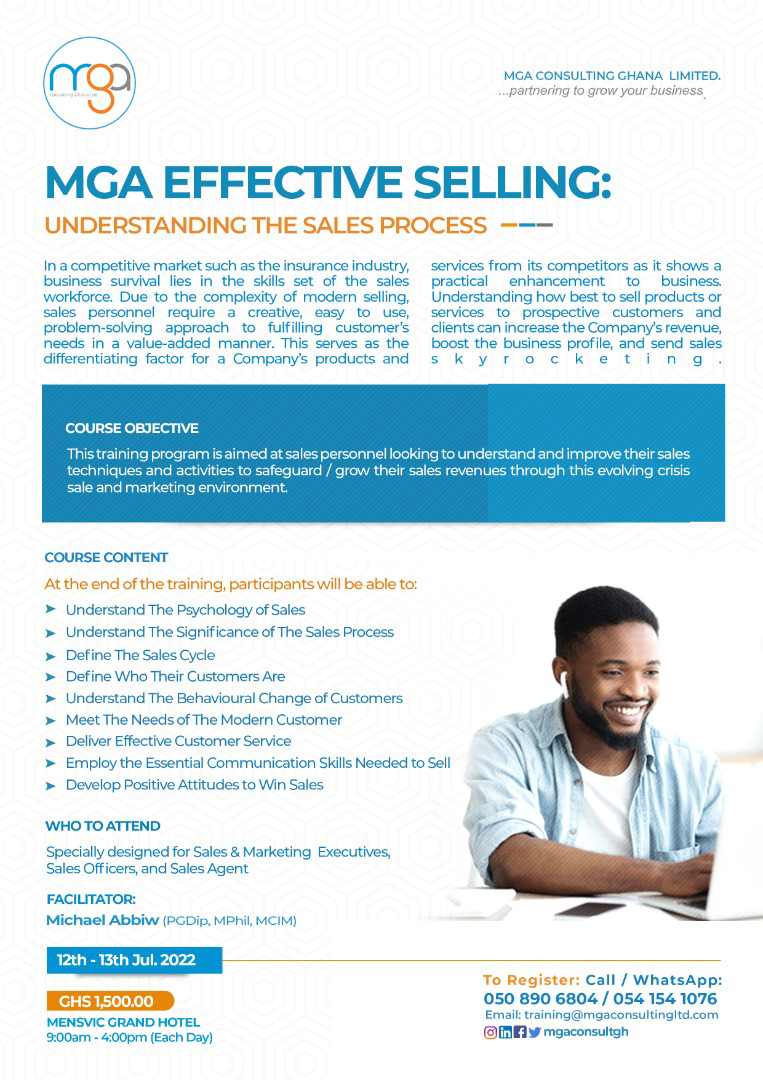 mga
Consulting Ghana Ltd
MGA CONSULTING GHANA LIMITED.
...partnering to grow your business.
MGA EFFECTIVE SELLING:
UNDERSTANDING THE SALES PROCESS
In a competitive market such as the insurance industry,
business survival lies in the skills set of the sales
workforce. Due to the complexity of modern selling,
sales personnel require a creative, easy to use,
problem-solving approach to fulfilling customer's
needs in a value-added manner. This serves as the
differentiating factor for a Company's products and
services from its competitors as it shows a
practical enhancement to business.
Understanding how best to sell products or
services to prospective customers and
clients can increase the Company's revenue,
boost the business profile, and send sales
skyrocketing.
COURSE OBJECTIVE
This training program is aimed at sales personnel looking to understand and improve their sales
techniques and activities to safeguard / grow their sales revenues through this evolving crisis
sale and marketing environment.
COURSE CONTENT
At the end of the training, participants will be able to:
➤ Understand The Psychology of Sales
➤ Understand The Significance of The Sales Process
➤ Define The Sales Cycle
➤ Define Who Their Customers Are
➤ Understand The Behavioural Change of Customers
➤ Meet The Needs of The Modern Customer
➤ Deliver Effective Customer Service
➤ Employ the Essential Communication Skills Needed to Sell
➤ Develop Positive Attitudes to Win Sales
WHO TO ATTEND
Specially designed for Sales & Marketing Executives,
Sales Officers, and Sales Agent
FACILITATOR:
Michael Abbiw (PGDip, MPhil, MCIM)
12th - 13th Jul. 2022
GHS 1,500.00
MENSVIC GRAND HOTEL
9:00am - 4:00pm (Each Day)
To Register: Call / WhatsApp:
050 890 6804 / 054 154 1076
Email: training@mgaconsultingltd.com
mgaconsultgh